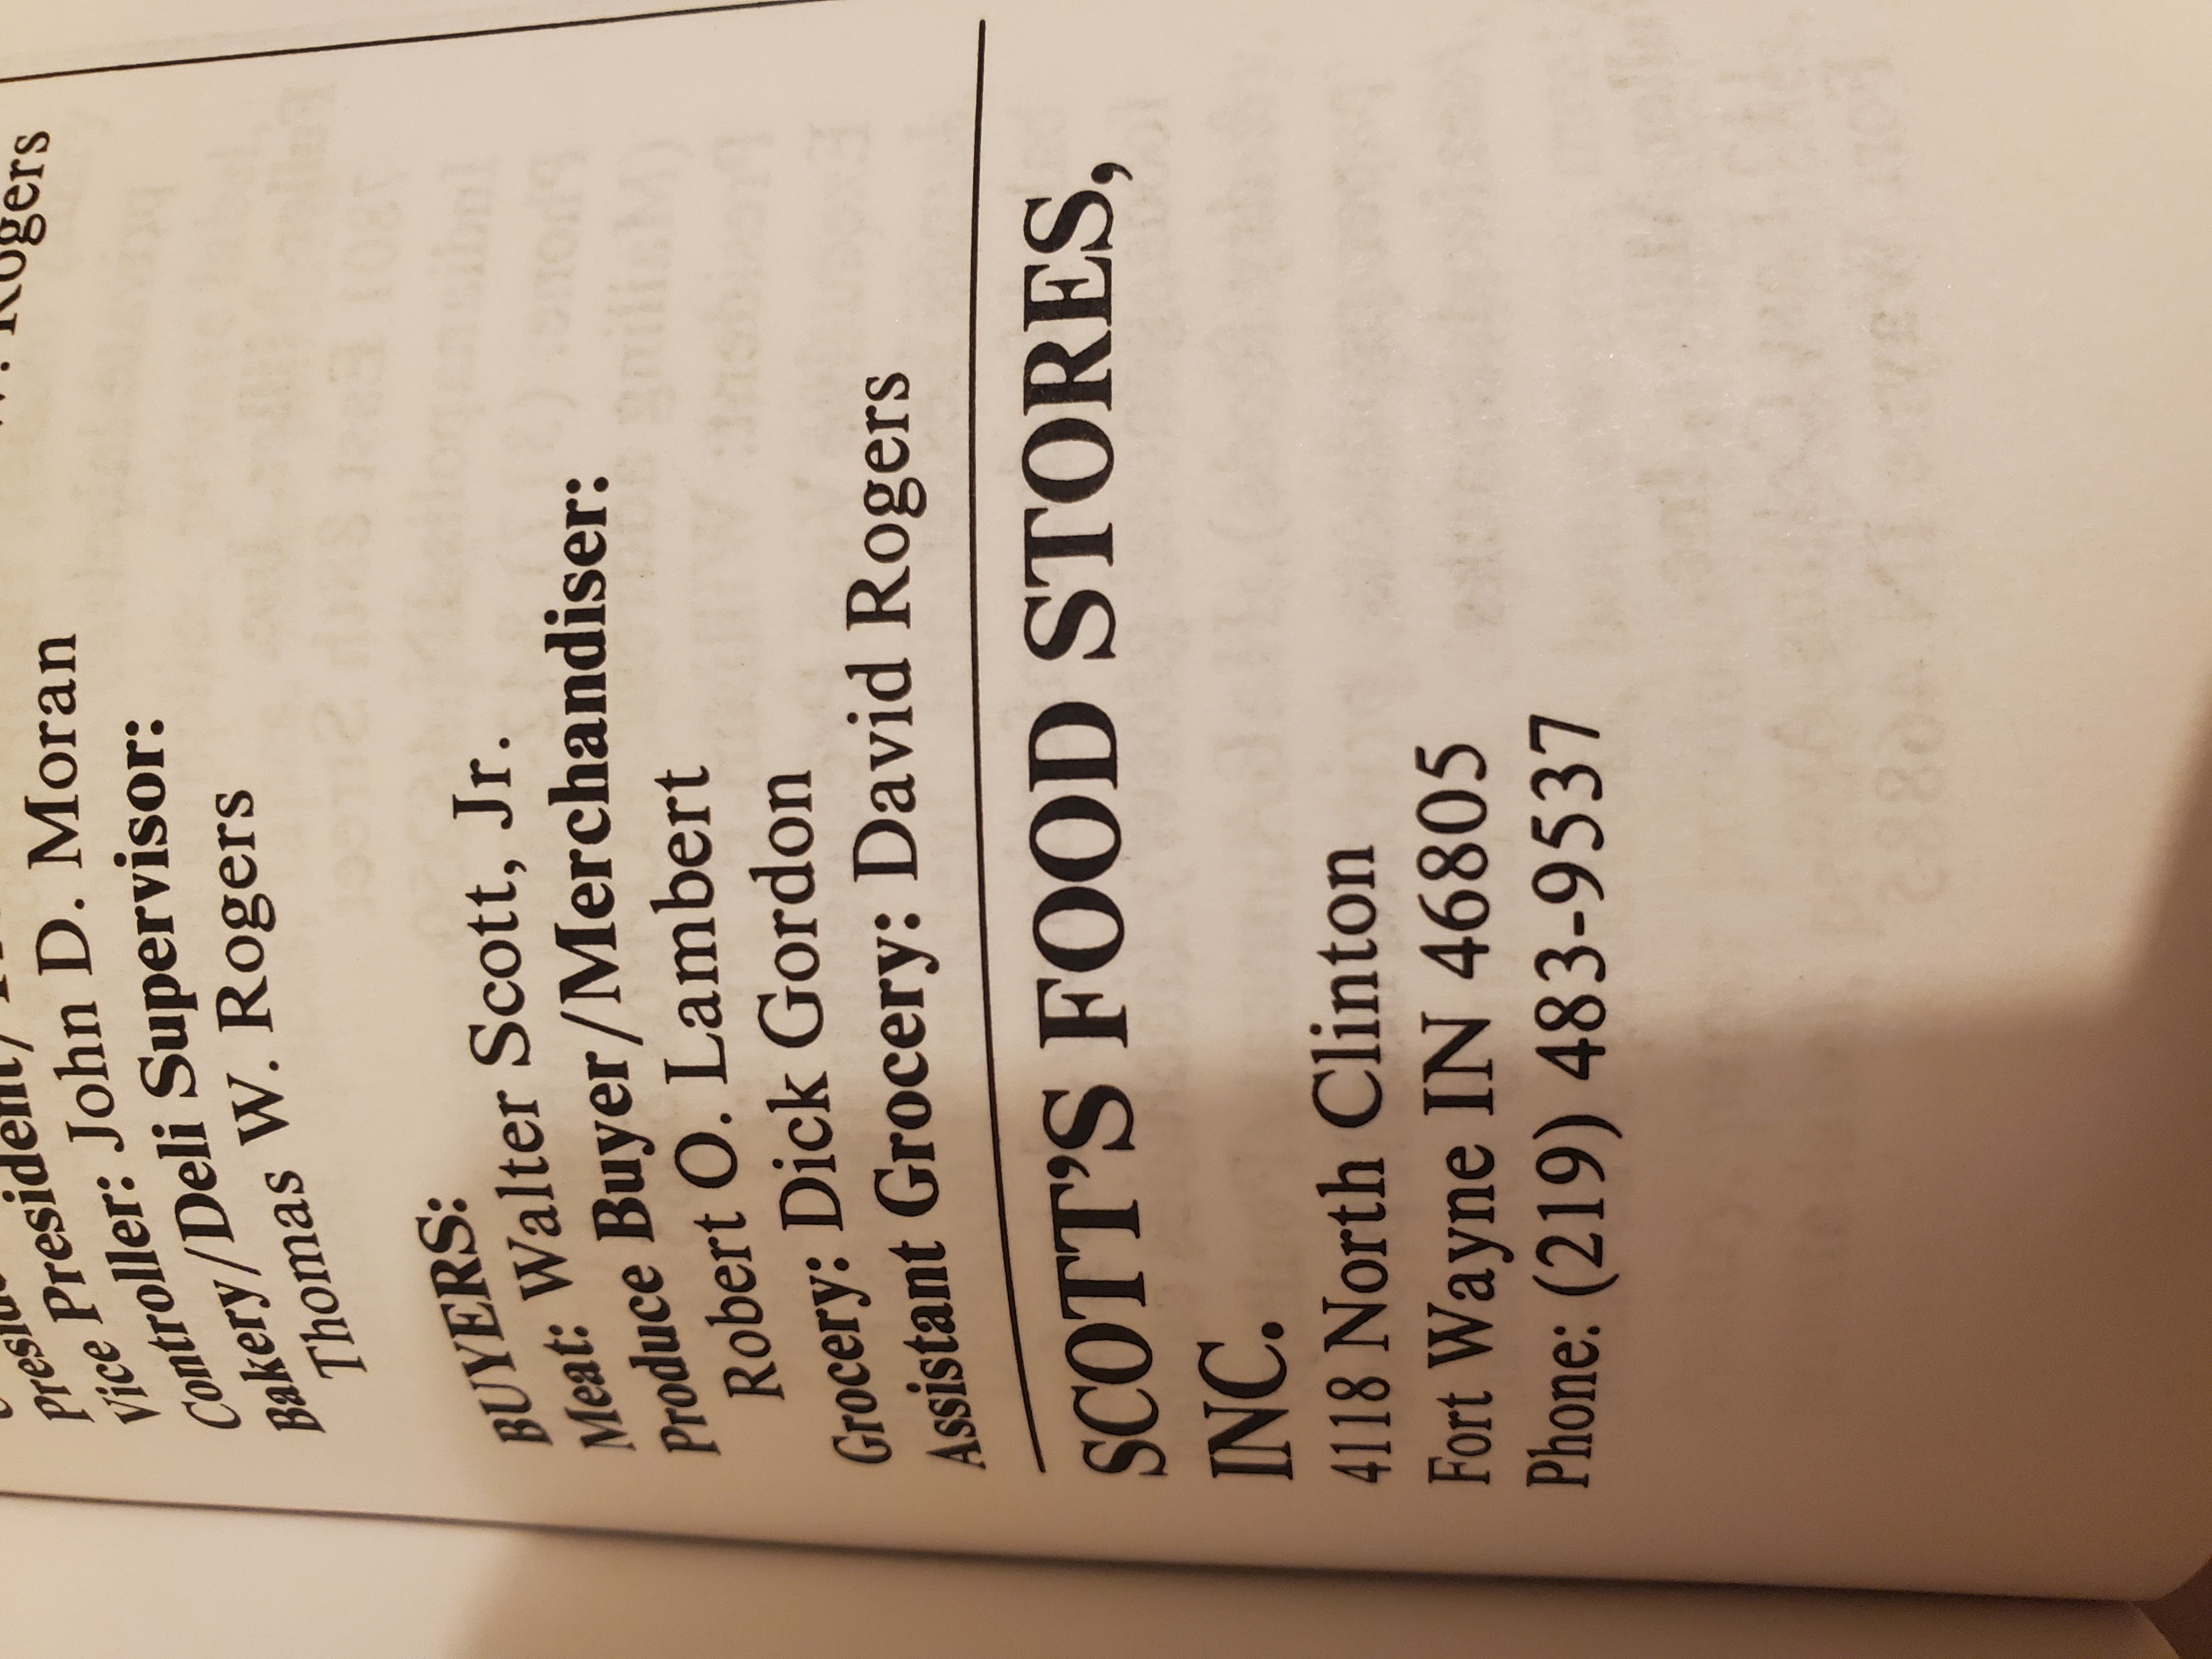 W. Rogers
Vice President: John D. Moran
Controller/Deli Supervisor:
Bakery/ W. Rogers
Thomas
BUYERS:
Meat: Walter Scott, Jr.
Produce Buyer/Merchandiser:
Robert O. Lambert
Grocery: Dick Gordon
Assistant Grocery: David Rogers
SCOTT'S FOOD STORES,
INC.
4118 North Clinton
Fort Wayne IN 46805
Phone: (219) 483-9537